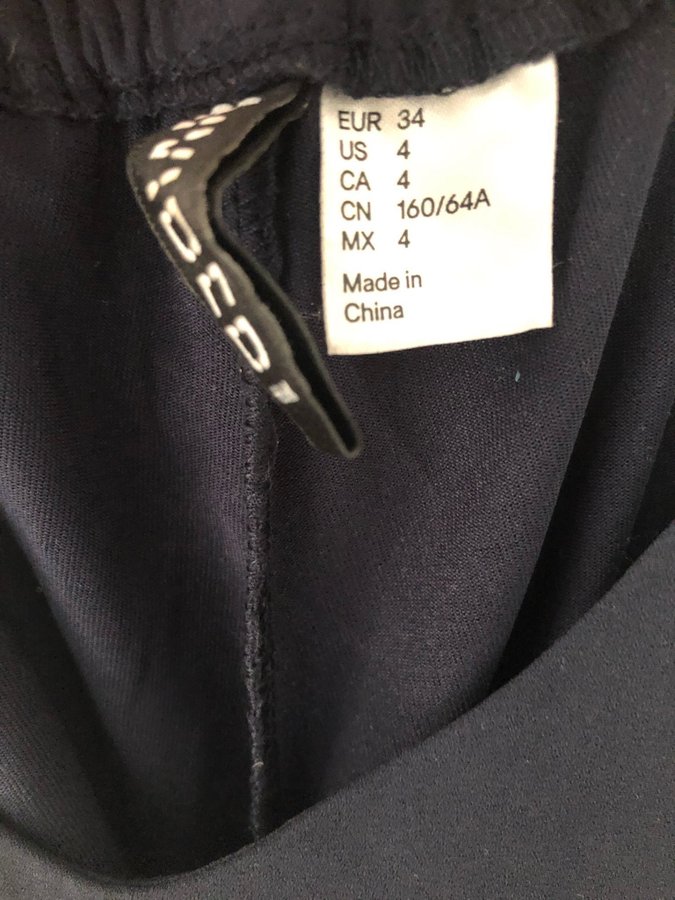 EUR 34
US 4
CA 4
CN 160/64A
MX 4
Made in
China